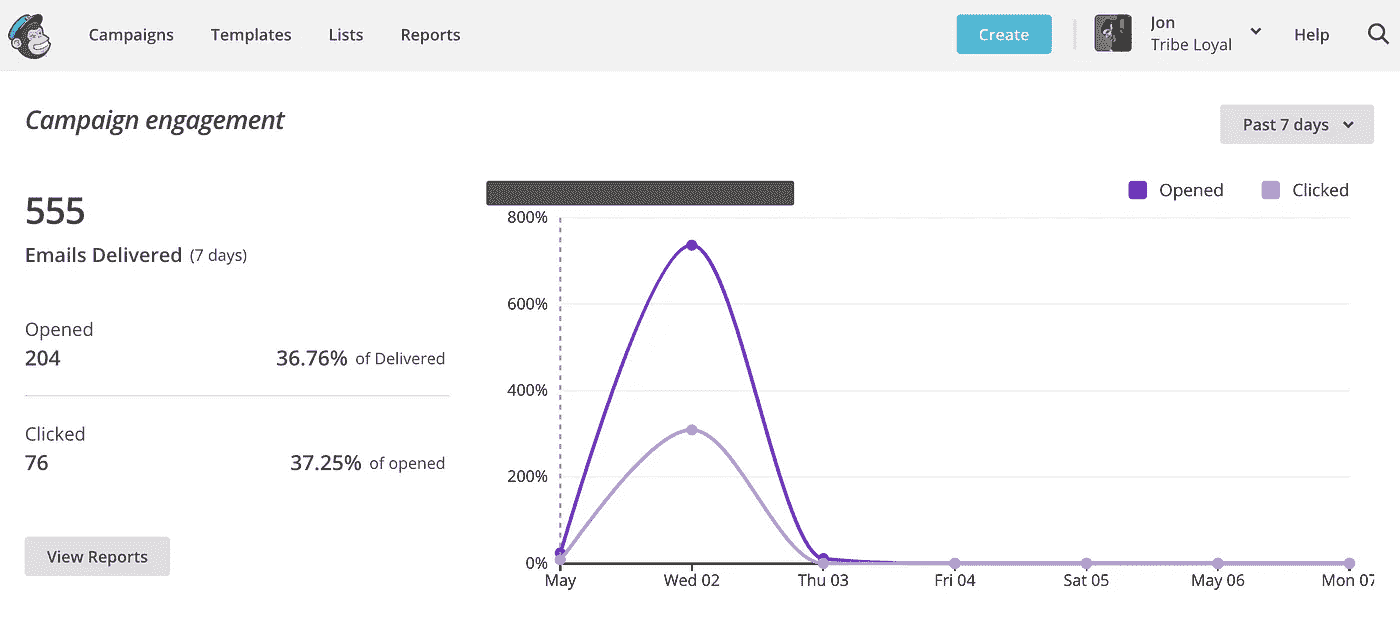 Campaigns Templates Lists Reports Create Jon Help
Tribe Loyal
Campaign engagement
Past 7 days
555
Emails Delivered (7 days)
Opened
204 36.76% of Delivered
Clicked
76 37.25% of opened
View Reports
Opened Clicked
800%
600%
400%
200%
0%
May Wed 02 Thu 03 Fri 04 Sat 05 May 06 Mon 07